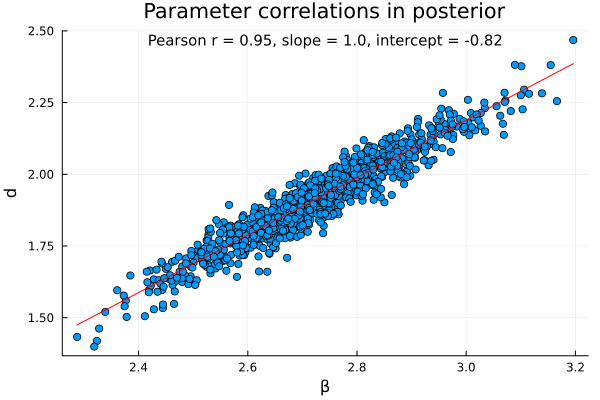 Parameter correlations in posterior
Pearson r = 0.95, slope = 1.0, intercept = -0.82
2.50
2.25
2.00
1.75
1.50
d
2.4 2.6 2.8 3.0 3.2
β